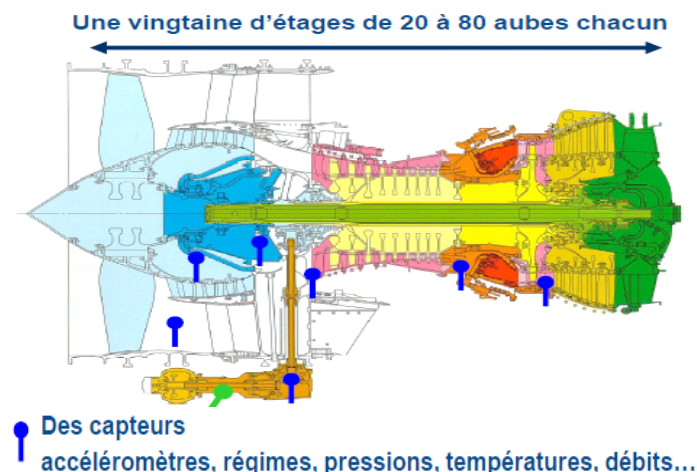 Une vingtaine d’étages de 20 à 80 aubes chacun
Des capteurs
accéléromètres, régimes, pressions, températures, débits…